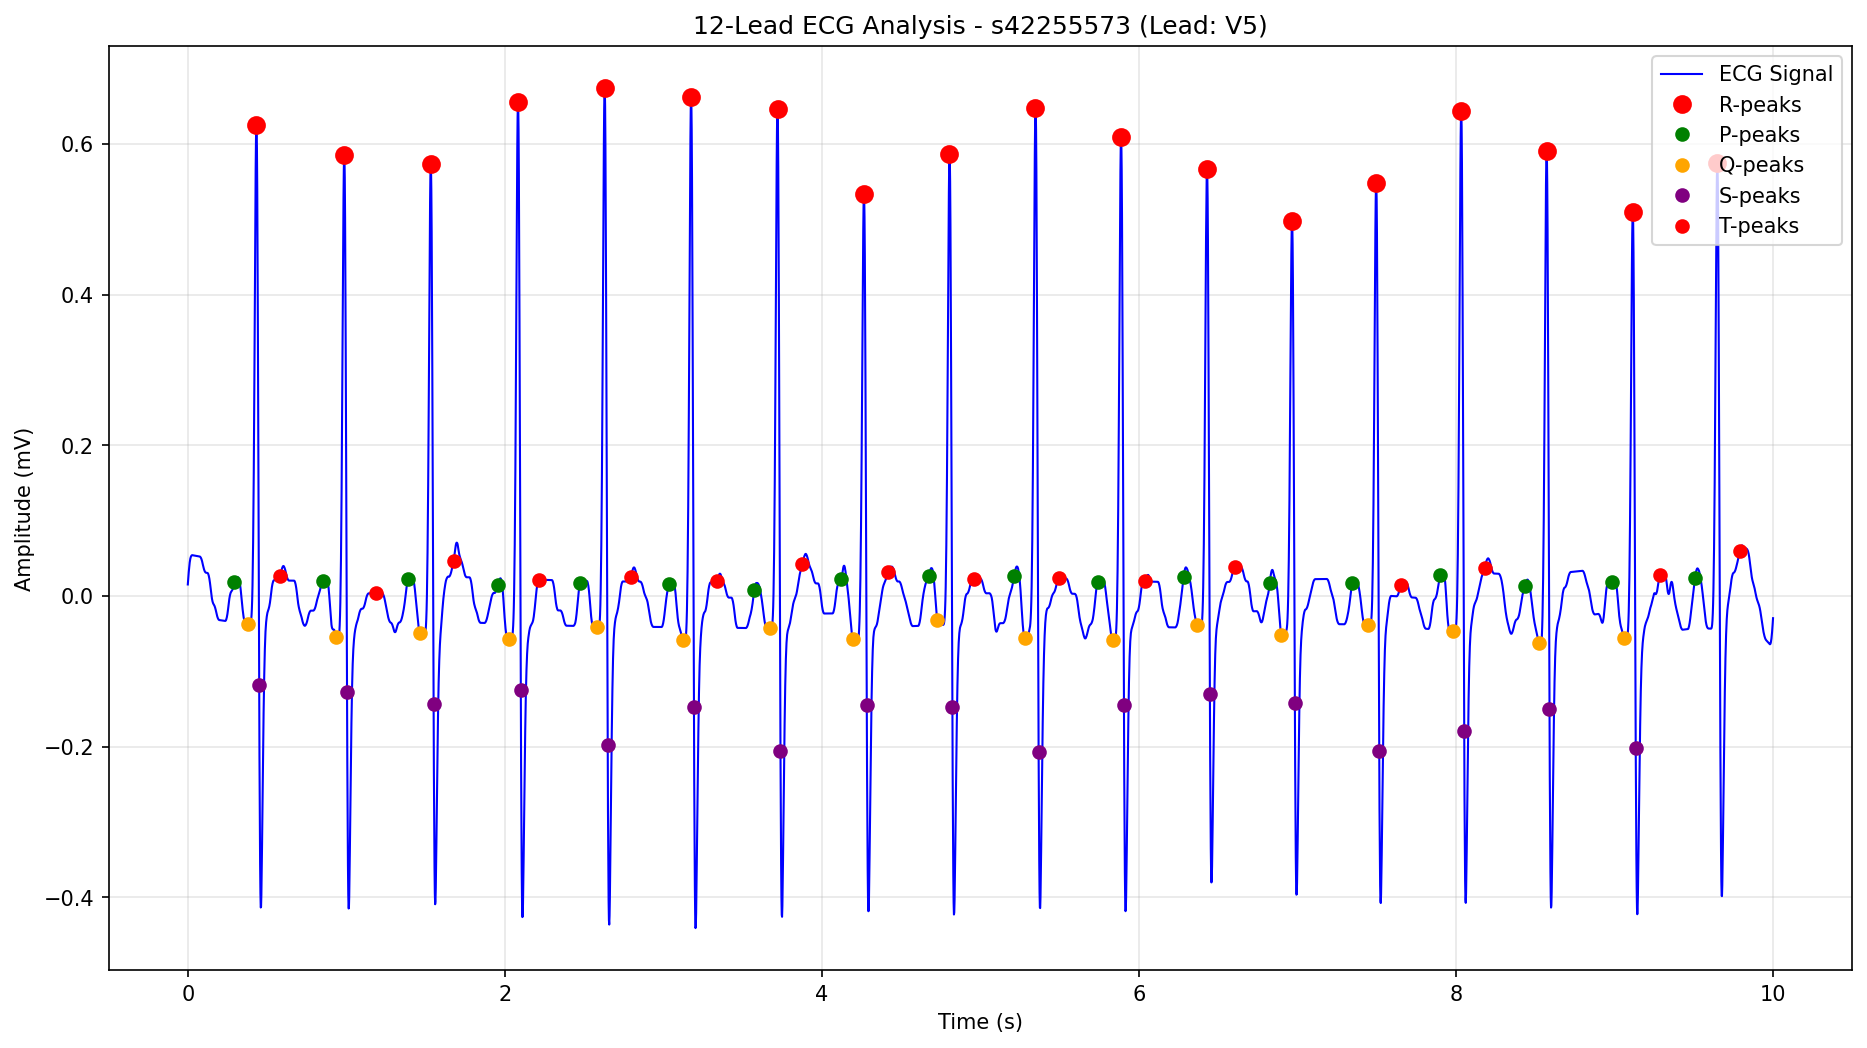 12-Lead ECG Analysis - s42255573 (Lead: V5)
ECG Signal
R-peaks
P-peaks
Q-peaks
S-peaks
T-peaks
Amplitude (mV)
0.6
0.4
0.2
0.0
−0.2
−0.4
0 2 4 6 8 10
Time (s)